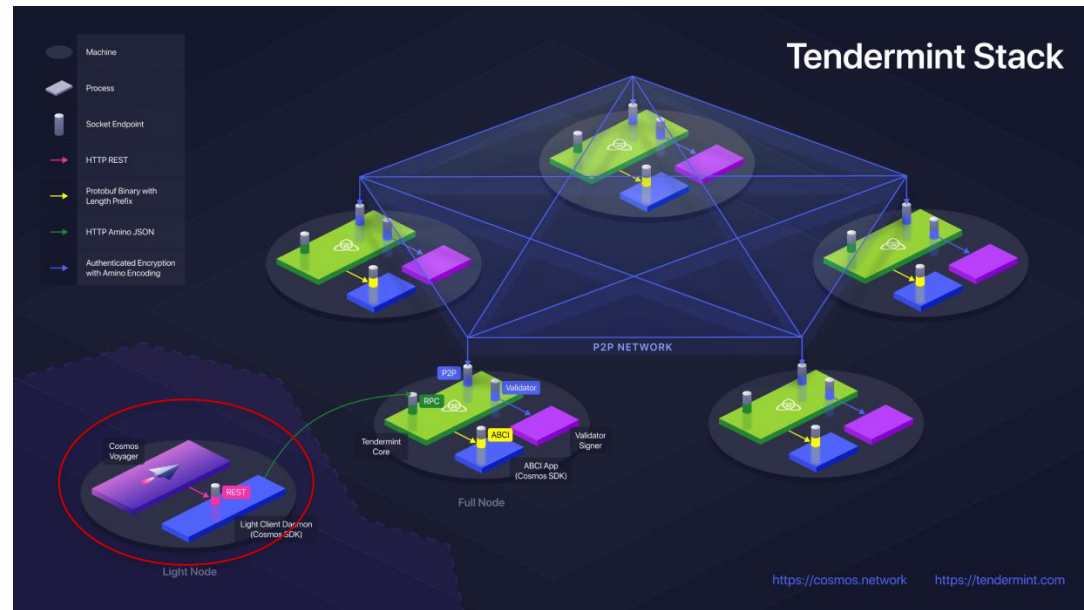 Tendermint Stack
Machine
Process
Socket Endpoint
HTTP REST
Protobuf Binary with
Length Prefix
HTTP Amino JSON
Authenticated Encryption
with Amino Encoding
P2P NETWORK
P2P
Validator
RPC
ABCI
Tendermint
Core
Validator
Signer
ABCI App
(Cosmos SDK)
Full Node
Cosmos
Voyager
REST
Light Client Daemon
(Cosmos SDK)
Light Node
https://cosmos.network
https://tendermint.com